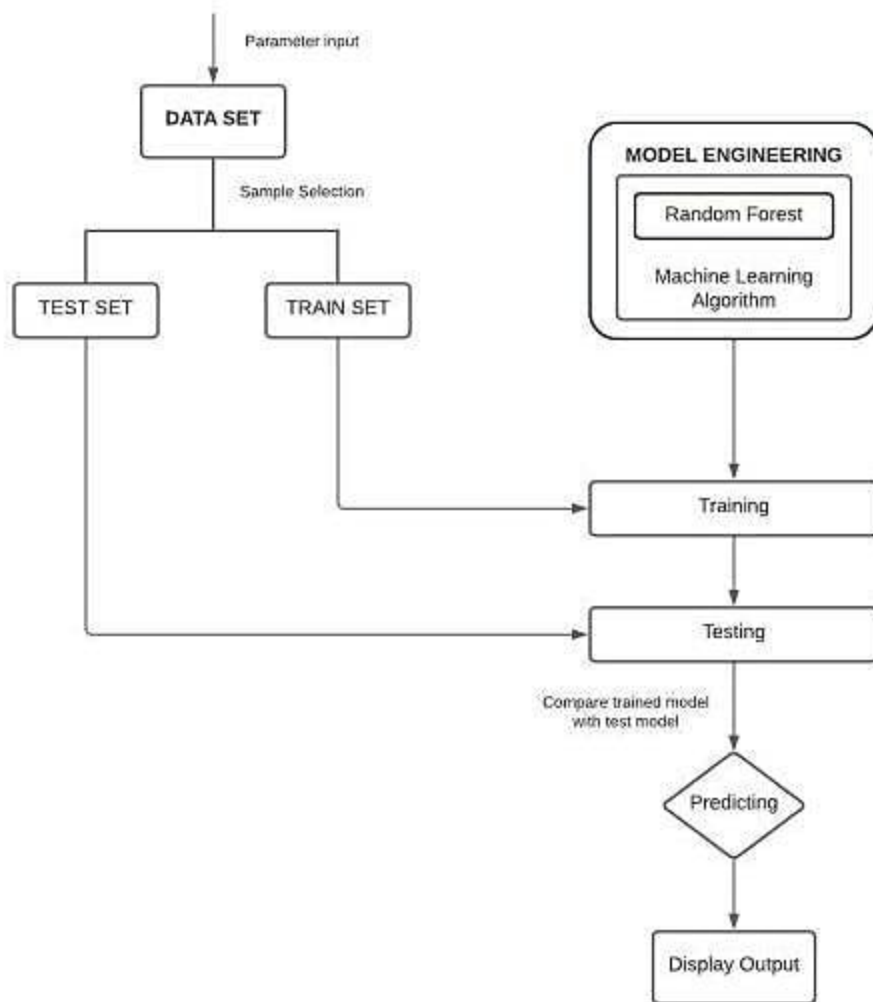 Parameter input
DATA SET
Sample Selection
TEST SET
TRAIN SET
MODEL ENGINEERING
Random Forest
Machine Learning
Algorithm
Training
Testing
Compare trained model
with test model
Predicting
Display Output